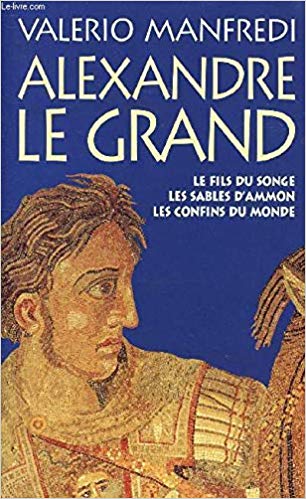 Le-livre.com
VALERIO MANFREDI
ALEXANDRE
LE GRAND
LE FILS DU SONGE
LES SABLES D'AMMON
LES CONFINS DU MONDE